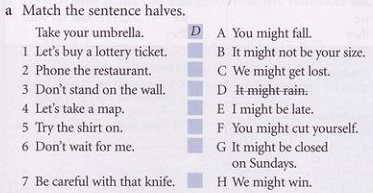 a Match the sentence halves.
Take your umbrella. D A You might fall.
1 Let's buy a lottery ticket. B It might not be your size.
2 Phone the restaurant. C We might get lost.
3 Don't stand on the wall. D It might rain.
4 Let's take a map. E I might be late.
5 Try the shirt on. F You might cut yourself.
6 Don't wait for me. G It might be closed
on Sundays.
7 Be careful with that knife. H We might win.